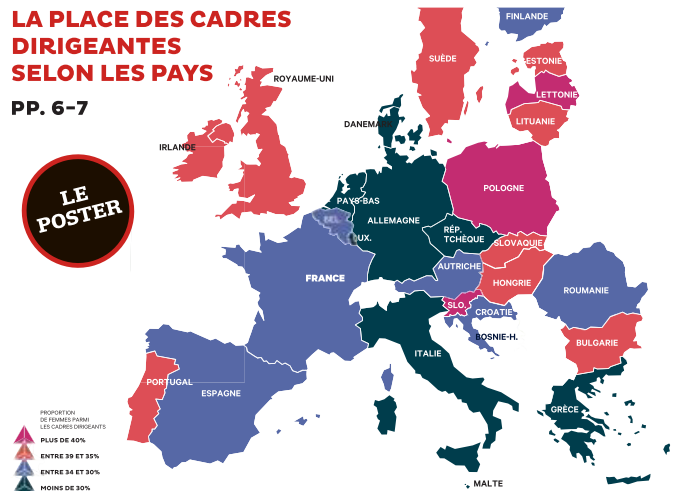 LA PLACE DES CADRES
DIRIGEANTES
SELON LES PAYS
PP. 6–7
LE
POSTER
FINLANDE
SUÈDE
ESTONIE
LETTONIE
LITUANIE
ROYAUME-UNI
DANEMA
IRLANDE
PAYS-BAS
POLOGNE
BEL.
ALLEMAGNE
UX.
RÉP.
TCHÈQUE
SLOVAQUIE
FRANCE
AUTRICHE
HONGRIE
ROUMANIE
SLO.
CROATIE
BOSNIE-H.
BULGARIE
ITALIE
PORTUGAL
ESPAGNE
GRÈCE
MALTE
PROPORTION
DE FEMMES PARMI
LES CADRES DIRIGEANTS
PLUS DE 40%
ENTRE 39 ET 35%
ENTRE 34 ET 30%
MOINS DE 30%